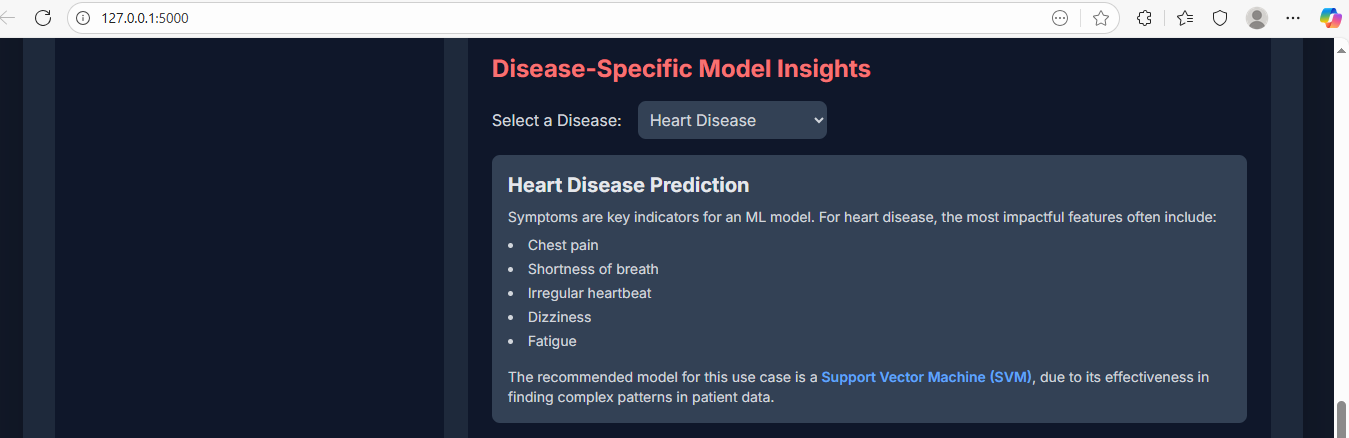 127.0.0.1:5000
Disease-Specific Model Insights
Select a Disease: Heart Disease
Heart Disease Prediction
Symptoms are key indicators for an ML model. For heart disease, the most impactful features often include:
• Chest pain
• Shortness of breath
• Irregular heartbeat
• Dizziness
• Fatigue
The recommended model for this use case is a Support Vector Machine (SVM), due to its effectiveness in
finding complex patterns in patient data.